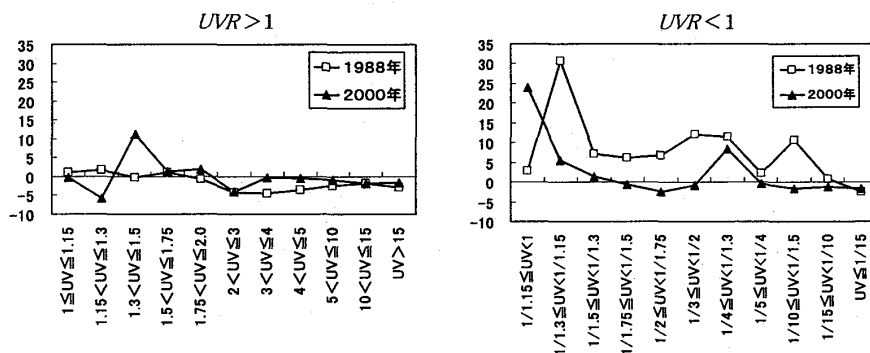 UVR>1
35
30
25
20
15
10
5
0
-5
-10
1988年
2000年
1≦UV≦1.15
1.15<UV≦1.3
1.3<UV≦1.5
1.5<UV≦1.75
1.75<UV≦2.0
2<UV≦3
3<UV≦4
4<UV≦5
5<UV≦10
10<UV≦15
UV>15
UVR<1
35
30
25
20
15
10
5
0
-5
-10
1988年
2000年
1/1.15≦UV<1
1/1.3≦UV<1/1.15
1/1.5≦UV<1/1.3
1/1.75≦UV<1/1.5
1/2≦UV<1/1.75
1/3≦UV<1/2
1/4≦UV<1/1.3
1/5≦UV<1/4
1/10≦UV<1/1.5
1/15≦UV<1/10
UV≦1/15